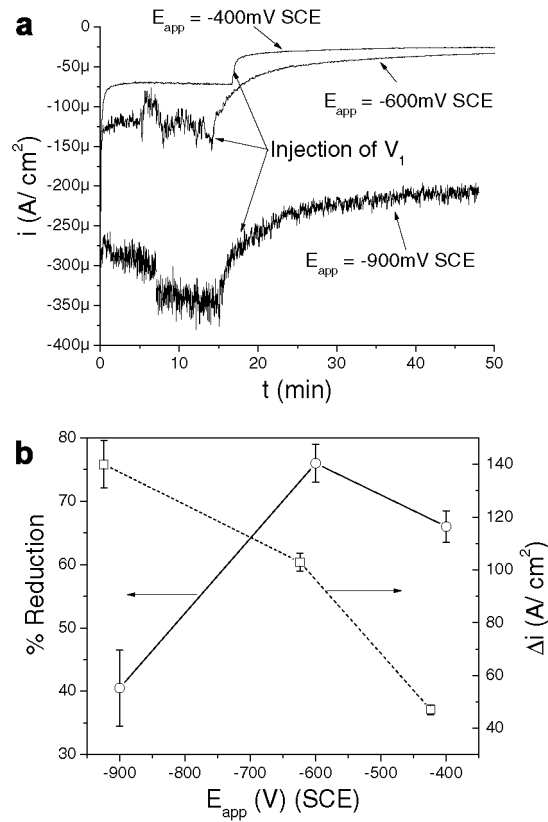 a
E_app = -400mV SCE
0
-50µ
-100µ
-150µ
-200µ
-250µ
-300µ
-350µ
-400µ
i (A/ cm²)
E_app = -600mV SCE
Injection of V₁
E_app = -900mV SCE
0 10 20 30 40 50
t (min)
b
80
70
60
50
40
30
% Reduction
140
120
100
80
60
40
Δi (A/ cm²)
-900 -800 -700 -600 -500 -400
E_app (V) (SCE)